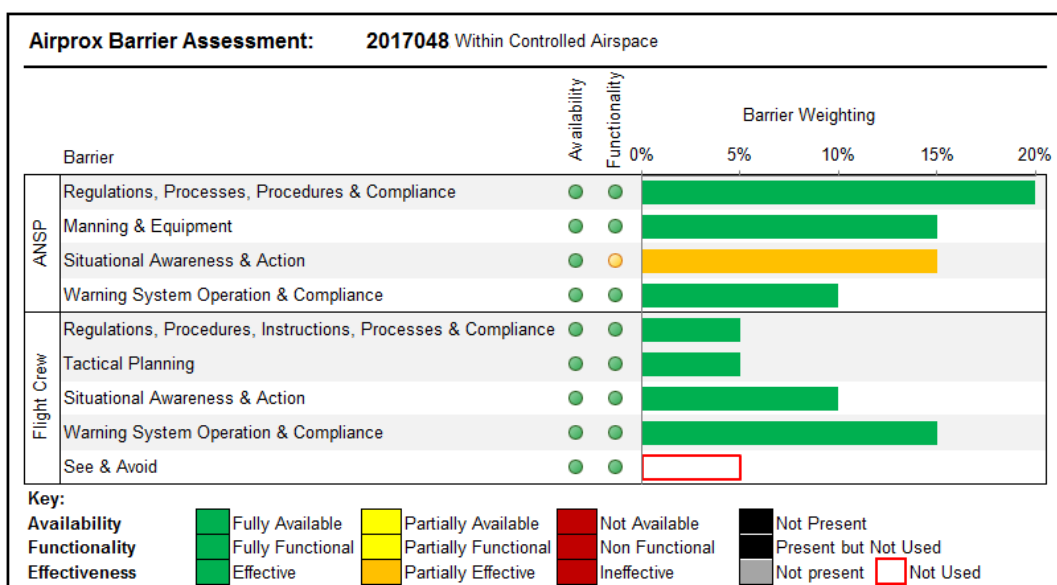 Airprox Barrier Assessment: 2017048 Within Controlled Airspace
Availability
Functionality
Barrier Weighting
Barrier
0% 5% 10% 15% 20%
ANSP
Regulations, Processes, Procedures & Compliance
Manning & Equipment
Situational Awareness & Action
Warning System Operation & Compliance
Flight Crew
Regulations, Procedures, Instructions, Processes & Compliance
Tactical Planning
Situational Awareness & Action
Warning System Operation & Compliance
See & Avoid
Key:
Availability Fully Available Partially Available Not Available Not Present
Functionality Fully Functional Partially Functional Non Functional Present but Not Used
Effectiveness Effective Partially Effective Ineffective Not present Not Used